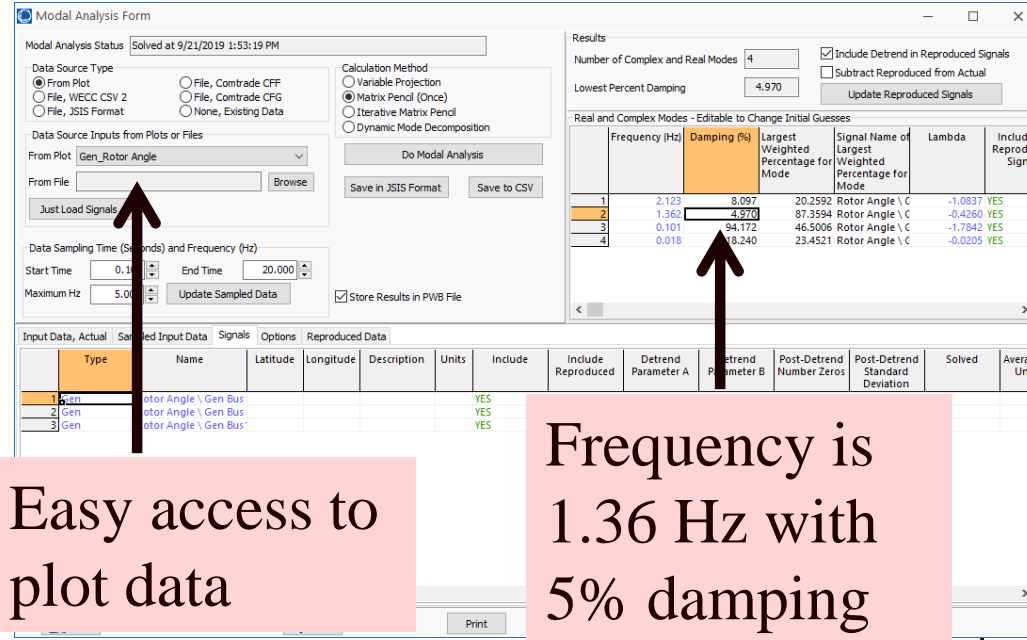 Modal Analysis Form
Modal Analysis Status Solved at 9/21/2019 1:53:19 PM
Data Source Type
From Plot
File, Comtrade CFF
File, WECC CSV 2
File, Comtrade CFG
File, JSIS Format
None, Existing Data
Calculation Method
Variable Projection
Matrix Pencil (Once)
Iterative Matrix Pencil
Dynamic Mode Decomposition
Data Source Inputs from Plots or Files
From Plot Gen_Rotor Angle
From File Browse
Just Load Signals
Do Modal Analysis
Save in JSIS Format Save to CSV
Data Sampling Time (Seconds) and Frequency (Hz)
Start Time 0.1 End Time 20.000
Maximum Hz 5.00 Update Sampled Data
Store Results in PWB File
Results
Number of Complex and Real Modes 4
Include Detrend in Reproduced Signals
Subtract Reproduced from Actual
Lowest Percent Damping 4.970
Update Reproduced Signals
Real and Complex Modes - Editable to Change Initial Guesses
Frequency (Hz) Damping (%) Largest Weighted Percentage for Mode Signal Name of Largest Weighted Percentage for Mode Lambda Includ Reprod Sign
1 2.123 8.097 20.2592 Rotor Angle \ G -1.0837 YES
2 1.362 4.970 87.3594 Rotor Angle \ G -0.4260 YES
3 0.101 94.172 46.5006 Rotor Angle \ G -1.7842 YES
4 0.018 18.240 23.4521 Rotor Angle \ G -0.0205 YES
Input Data, Actual Sampled Input Data Signals Options Reproduced Data
Type Name Latitude Longitude Description Units Include Include Reproduced Detrend Parameter A Detrend Parameter B Post-Detrend Number Zeros Post-Detrend Standard Deviation Solved Avera Un
1 Gen Rotor Angle \ Gen Bus YES
2 Gen Rotor Angle \ Gen Bus YES
3 Gen Rotor Angle \ Gen Bus YES
Easy access to
plot data
Frequency is
1.36 Hz with
5% damping
Print